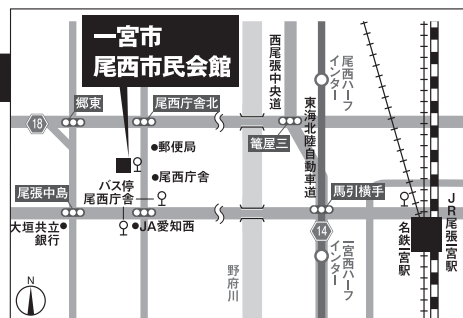 一宮市
尾西市民会館
郷東
尾西庁舎北
18
郵便局
尾西庁舎
バス停
尾西庁舎
尾張中島
大垣共立
銀行
JA愛知西
西尾張中央道
篭屋三
野府川
東海北陸自動車道
尾西ハーフ
インター
馬引横手
14
一宮西ハーフ
インター
名鉄一宮駅
JR尾張一宮駅
N